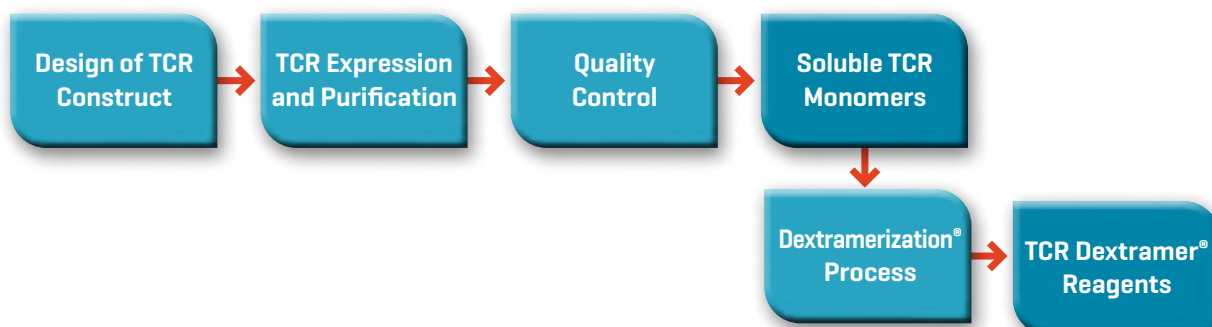 Design of TCR
Construct
TCR Expression
and Purification
Quality
Control
Soluble TCR
Monomers
Dextramerization®
Process
TCR Dextramer®
Reagents